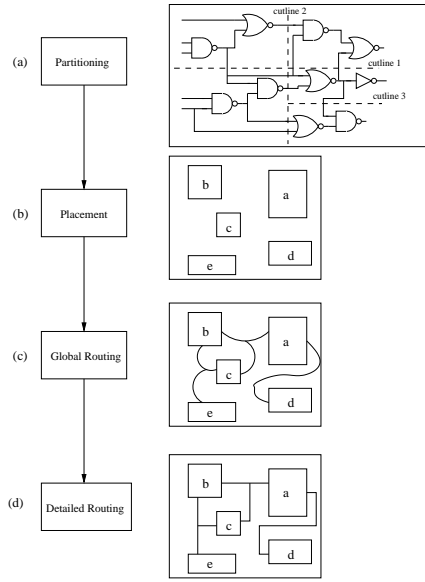 cutline 2
(a)
Partitioning
cutline 1
cutline 3
(b)
Placement
b
a
c
e
d
(c)
Global Routing
b
a
c
e
d
(d)
Detailed Routing
b
a
c
e
d